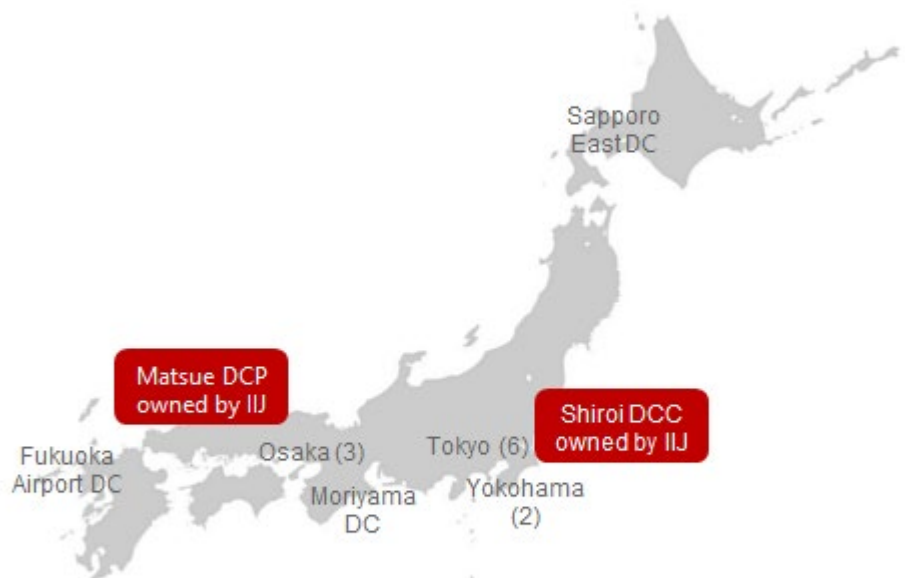 Sapporo
East DC
Matsue DCP
owned by IIJ
Shiroi DCC
owned by IIJ
Fukuoka
Airport DC
Osaka (3)
Tokyo (6)
Moriyama
DC
Yokohama
(2)